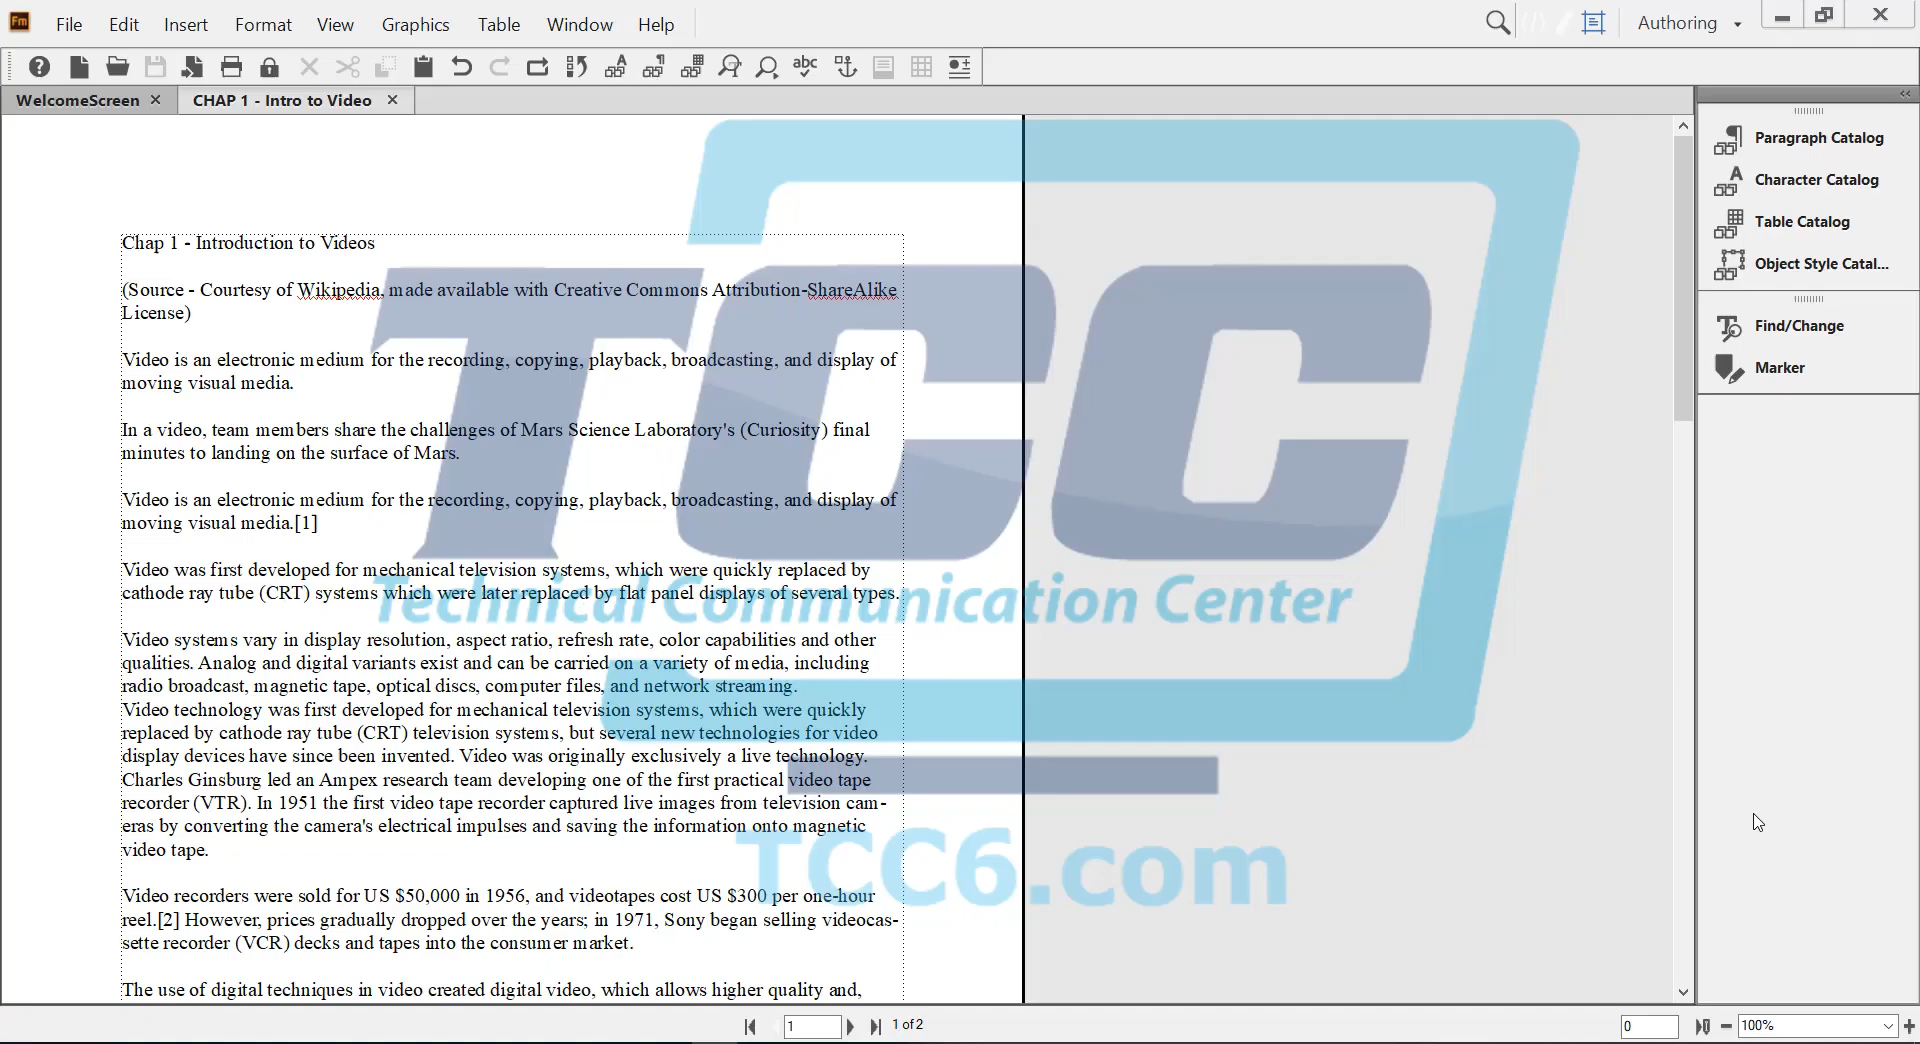 Fm File Edit Insert Format View Graphics Table Window Help Authoring
WelcomeScreen CHAP 1 - Intro to Video
Chap 1 - Introduction to Videos
(Source - Courtesy of Wikipedia, made available with Creative Commons Attribution-ShareAlike
License)
Video is an electronic medium for the recording, copying, playback, broadcasting, and display of
moving visual media.
In a video, team members share the challenges of Mars Science Laboratory's (Curiosity) final
minutes to landing on the surface of Mars.
Video is an electronic medium for the recording, copying, playback, broadcasting, and display of
moving visual media.[1]
Video was first developed for mechanical television systems, which were quickly replaced by
cathode ray tube (CRT) systems which were later replaced by flat panel displays of several types.
Video systems vary in display resolution, aspect ratio, refresh rate, color capabilities and other
qualities. Analog and digital variants exist and can be carried on a variety of media, including
radio broadcast, magnetic tape, optical discs, computer files, and network streaming.
Video technology was first developed for mechanical television systems, which were quickly
replaced by cathode ray tube (CRT) television systems, but several new technologies for video
display devices have since been invented. Video was originally exclusively a live technology.
Charles Ginsburg led an Ampex research team developing one of the first practical video tape
recorder (VTR). In 1951 the first video tape recorder captured live images from television cam-
eras by converting the camera's electrical impulses and saving the information onto magnetic
video tape.
Video recorders were sold for US $50,000 in 1956, and videotapes cost US $300 per one-hour
reel.[2] However, prices gradually dropped over the years; in 1971, Sony began selling videocas-
sette recorder (VCR) decks and tapes into the consumer market.
The use of digital techniques in video created digital video, which allows higher quality and,
TCC
Technical Communication Center
TCC6.com
Paragraph Catalog
Character Catalog
Table Catalog
Object Style Catal...
Find/Change
Marker
1 1 of 2 0 100%